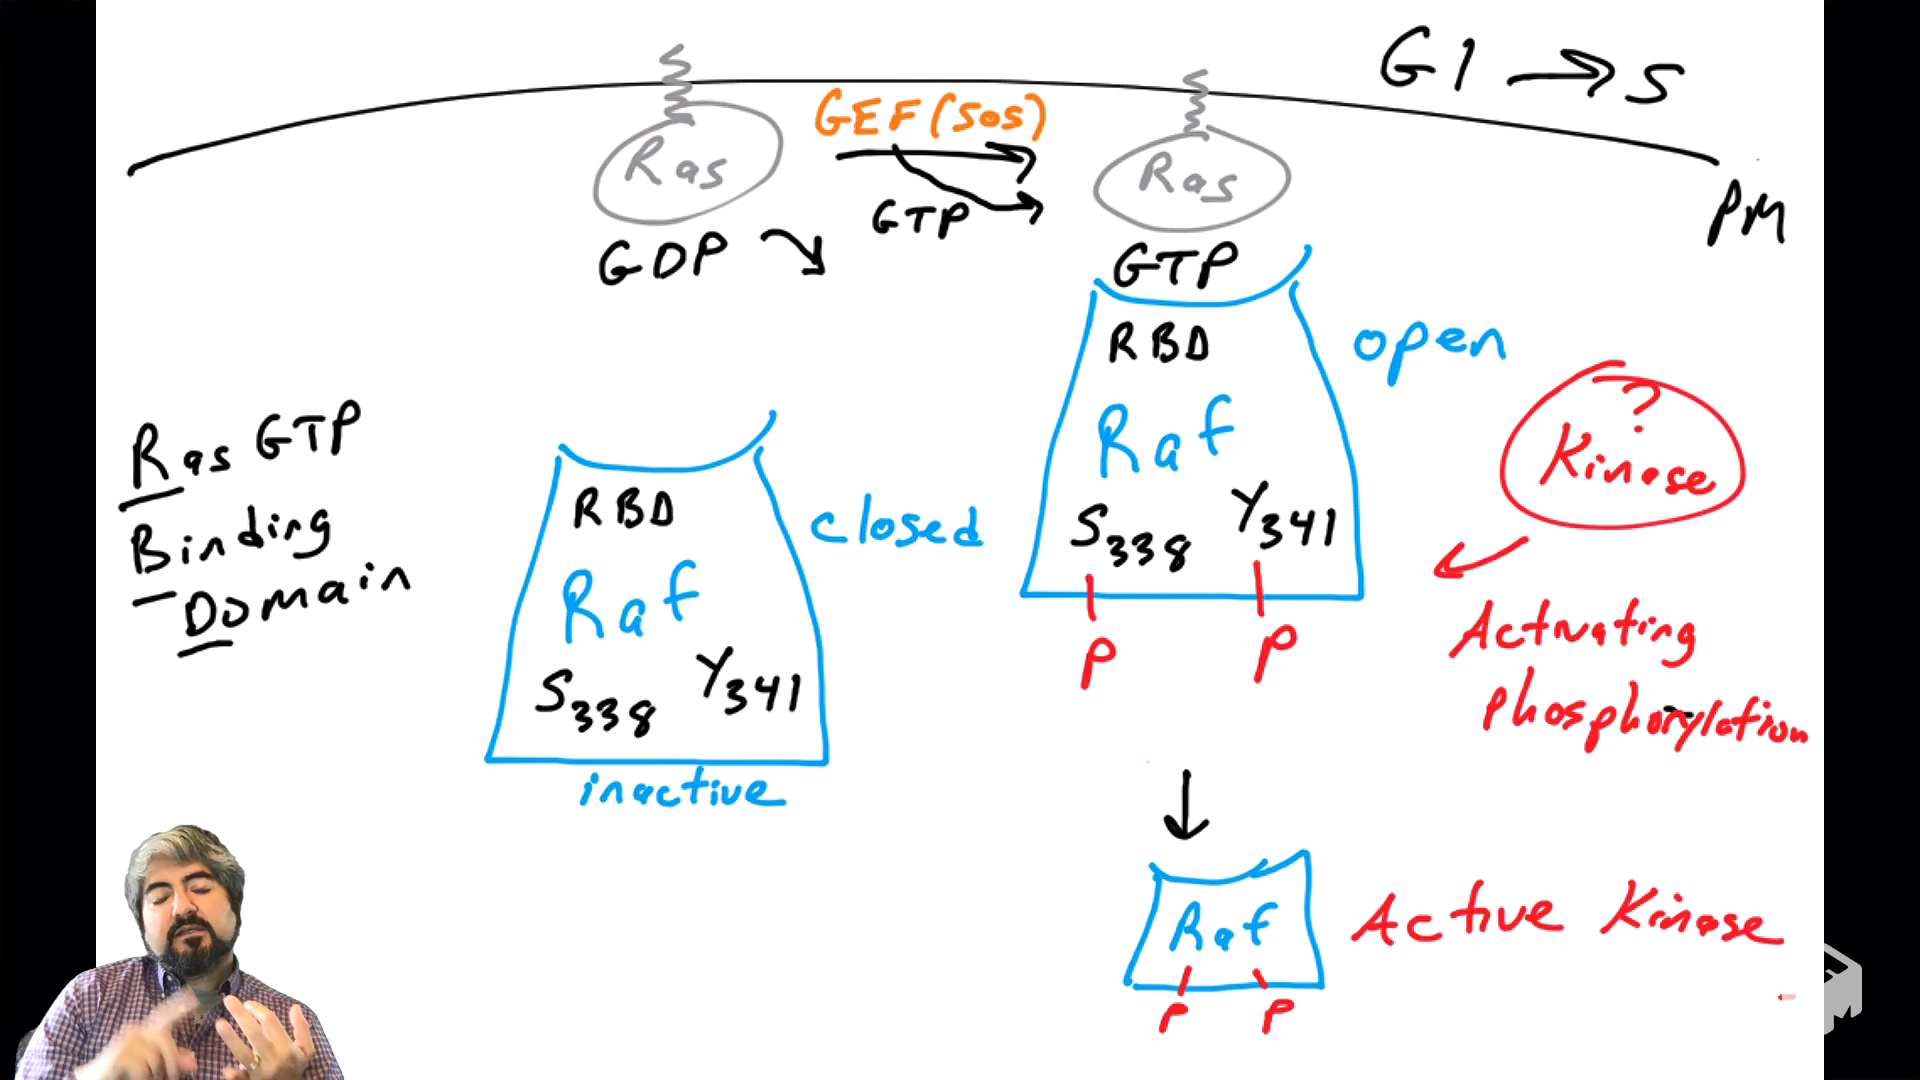 G1 → S
GEF (SOS)
Ras
Ras
GTP
PM
GDP
GTP
RBD
open
Raf
?
Kinase
S338 Y341
P P
Activating
phosphorylation
Ras GTP
Binding
Domain
RBD
closed
Raf
S338 Y341
inactive
Raf
Active Kinase
P P